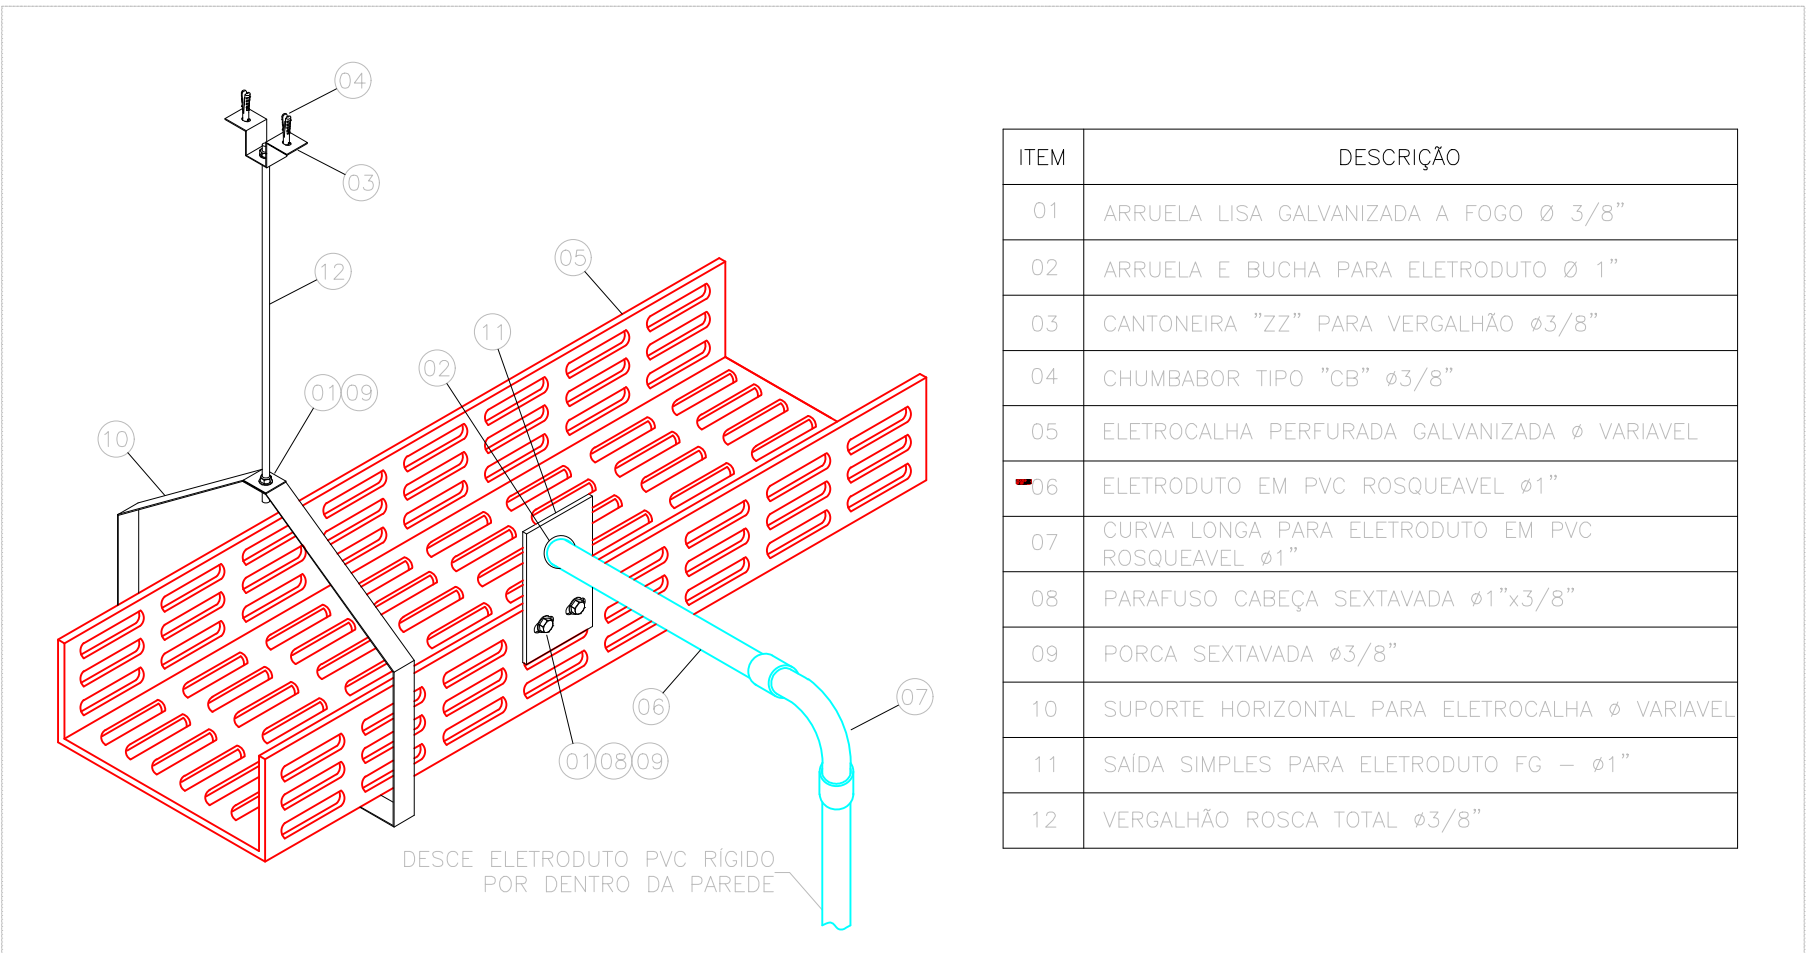 04
03
12
05
11
02
01 09
10
06
07
01 08 09
DESCE ELETRODUTO PVC RÍGIDO
POR DENTRO DA PAREDE
ITEM DESCRIÇÃO
01 ARRUELA LISA GALVANIZADA A FOGO Ø 3/8"
02 ARRUELA E BUCHA PARA ELETRODUTO Ø 1"
03 CANTONEIRA "ZZ" PARA VERGALHÃO ø3/8"
04 CHUMBABOR TIPO "CB" ø3/8"
05 ELETROCALHA PERFURADA GALVANIZADA ø VARIAVEL
06 ELETRODUTO EM PVC ROSQUEAVEL ø1"
07 CURVA LONGA PARA ELETRODUTO EM PVC
ROSQUEAVEL ø1"
08 PARAFUSO CABEÇA SEXTAVADA ø1"x3/8"
09 PORCA SEXTAVADA ø3/8"
10 SUPORTE HORIZONTAL PARA ELETROCALHA ø VARIAVEL
11 SAÍDA SIMPLES PARA ELETRODUTO FG – ø1"
12 VERGALHÃO ROSCA TOTAL ø3/8"